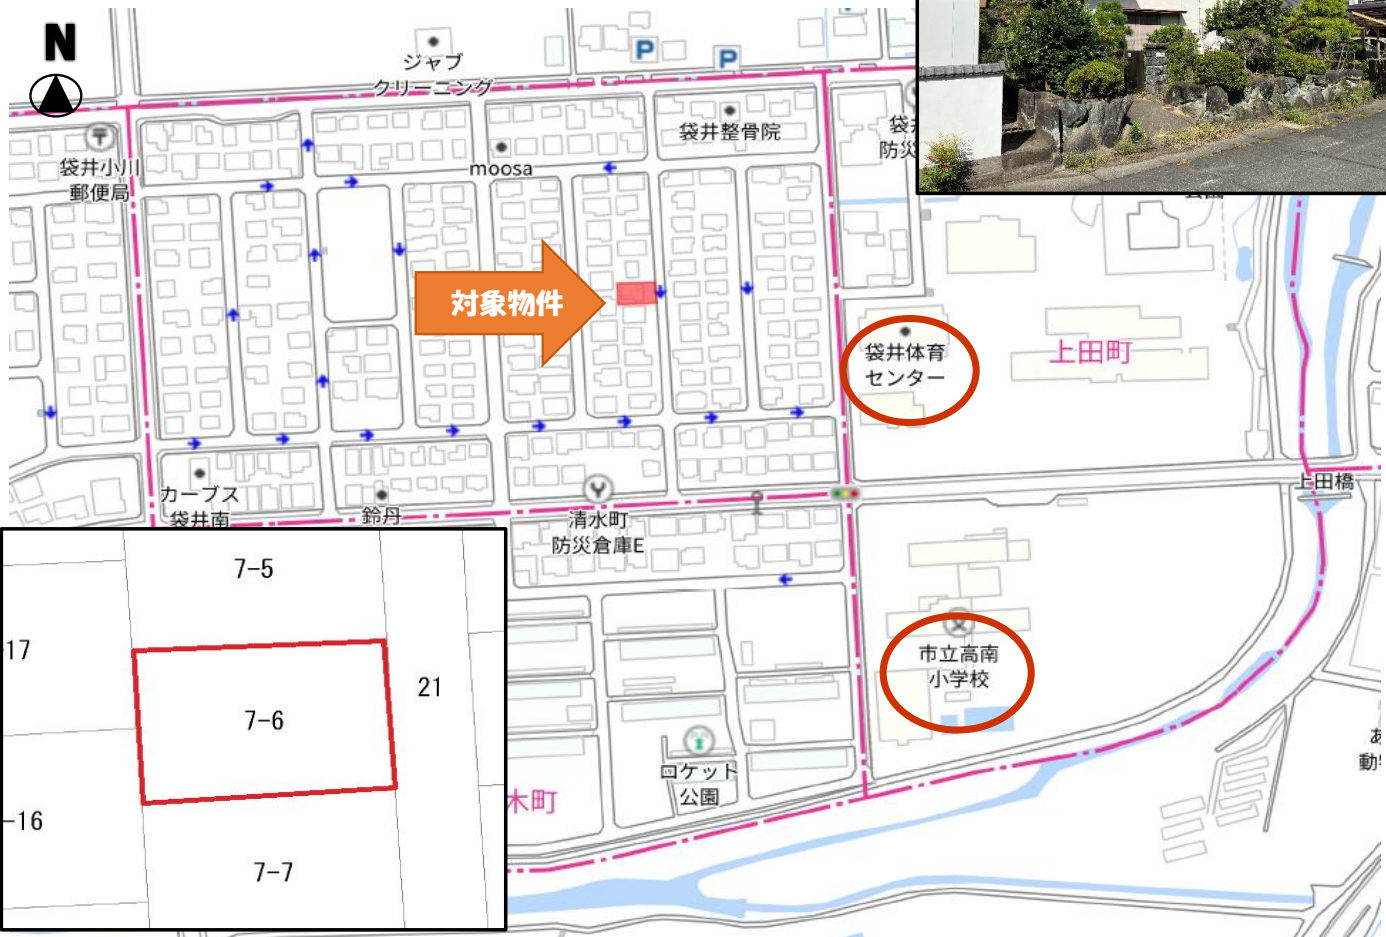 N
ジャブ
クリーニング
P
P
袋井整骨院
袋井小川
郵便局
moosa
対象物件
袋井体育
センター
上田町
カーブス
袋井南
鈴丹
清水町
防災倉庫E
上田橋
7-5
-17
7-6
21
-16
7-7
市立高南
小学校
ロケット
公園
木町
動